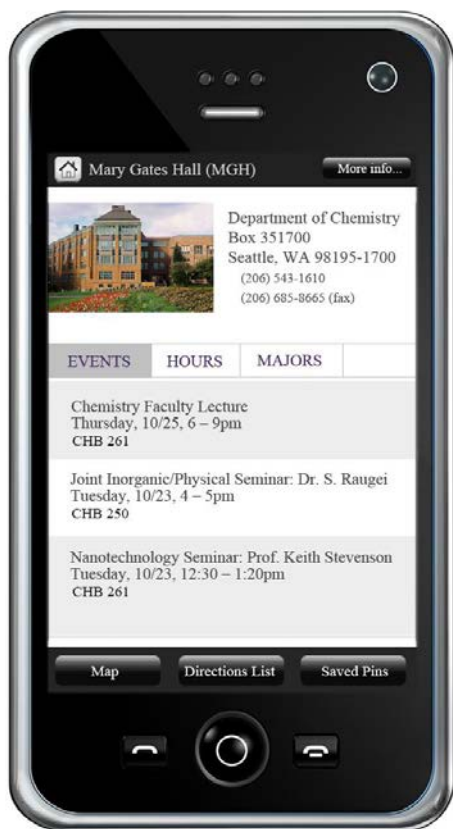 Mary Gates Hall (MGH)
More info...
Department of Chemistry
Box 351700
Seattle, WA 98195-1700
(206) 543-1610
(206) 685-8665 (fax)
EVENTS
HOURS
MAJORS
Chemistry Faculty Lecture
Thursday, 10/25, 6 – 9pm
CHB 261
Joint Inorganic/Physical Seminar: Dr. S. Raugei
Tuesday, 10/23, 4 – 5pm
CHB 250
Nanotechnology Seminar: Prof. Keith Stevenson
Tuesday, 10/23, 12:30 – 1:20pm
CHB 261
Map
Directions List
Saved Pins